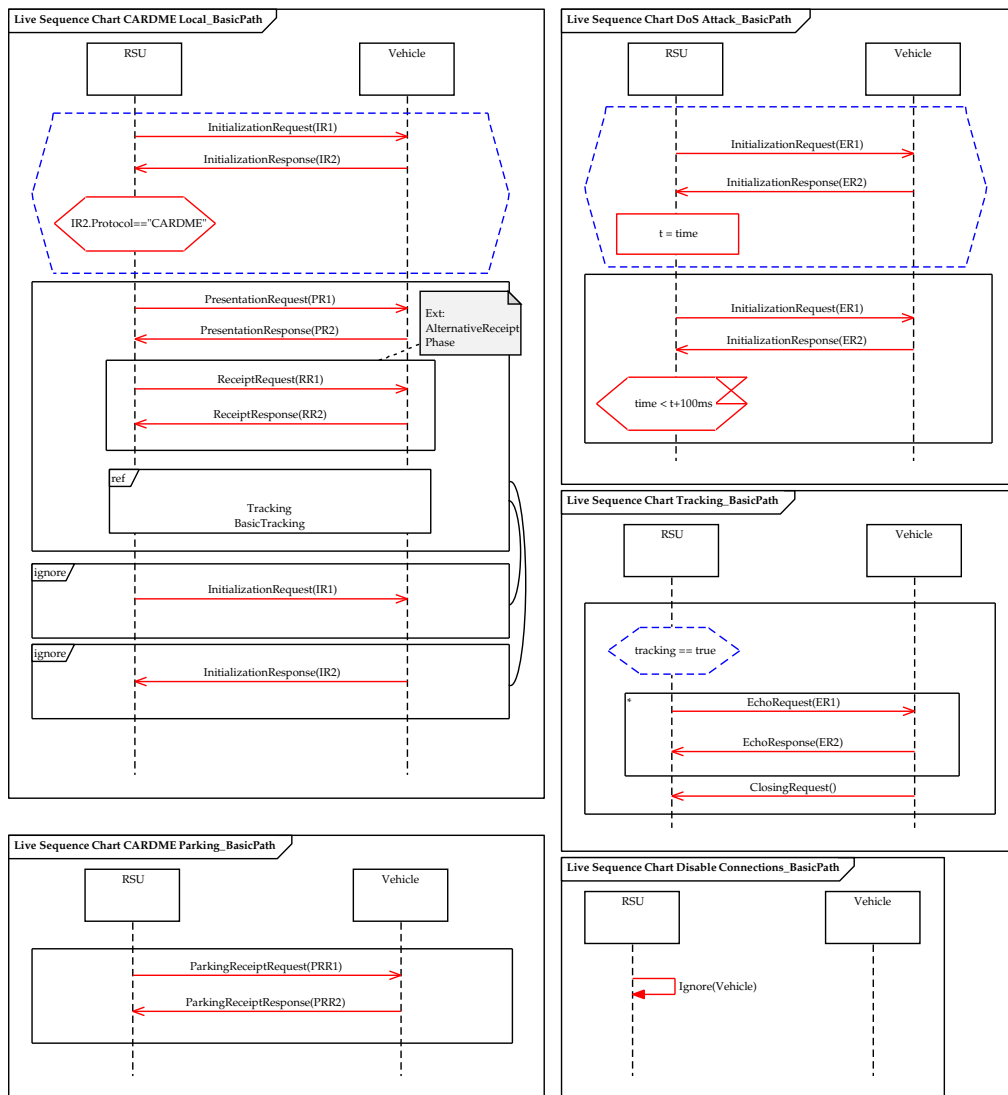 Live Sequence Chart CARDME Local_BasicPath
RSU
Vehicle
InitializationRequest(IR1)
InitializationResponse(IR2)
IR2.Protocol=="CARDME"
PresentationRequest(PR1)
PresentationResponse(PR2)
Ext:
AlternativeReceipt
Phase
ReceiptRequest(RR1)
ReceiptResponse(RR2)
ref
Tracking
BasicTracking
ignore
InitializationRequest(IR1)
ignore
InitializationResponse(IR2)
Live Sequence Chart CARDME Parking_BasicPath
RSU
Vehicle
ParkingReceiptRequest(PRR1)
ParkingReceiptResponse(PRR2)
Live Sequence Chart DoS Attack_BasicPath
RSU
Vehicle
InitializationRequest(ER1)
InitializationResponse(ER2)
t = time
InitializationRequest(ER1)
InitializationResponse(ER2)
time < t+100ms
Live Sequence Chart Tracking_BasicPath
RSU
Vehicle
tracking == true
*
EchoRequest(ER1)
EchoResponse(ER2)
ClosingRequest()
Live Sequence Chart Disable Connections_BasicPath
RSU
Vehicle
Ignore(Vehicle)